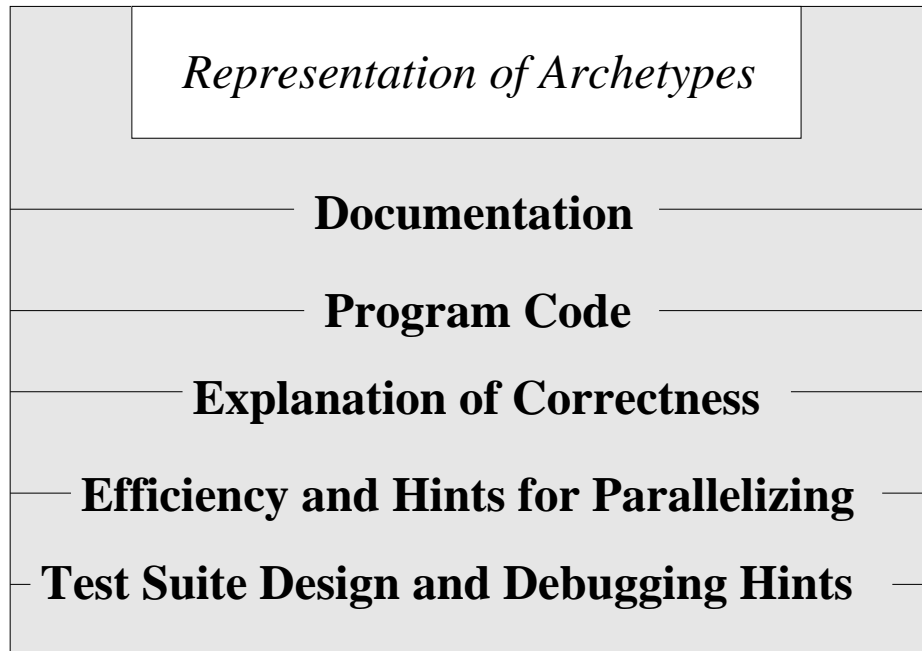 Representation of Archetypes
Documentation
Program Code
Explanation of Correctness
Efficiency and Hints for Parallelizing
Test Suite Design and Debugging Hints